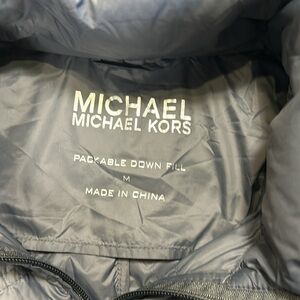 MICHAEL
MICHAEL KORS
PACKABLE DOWN FILL
M
MADE IN CHINA